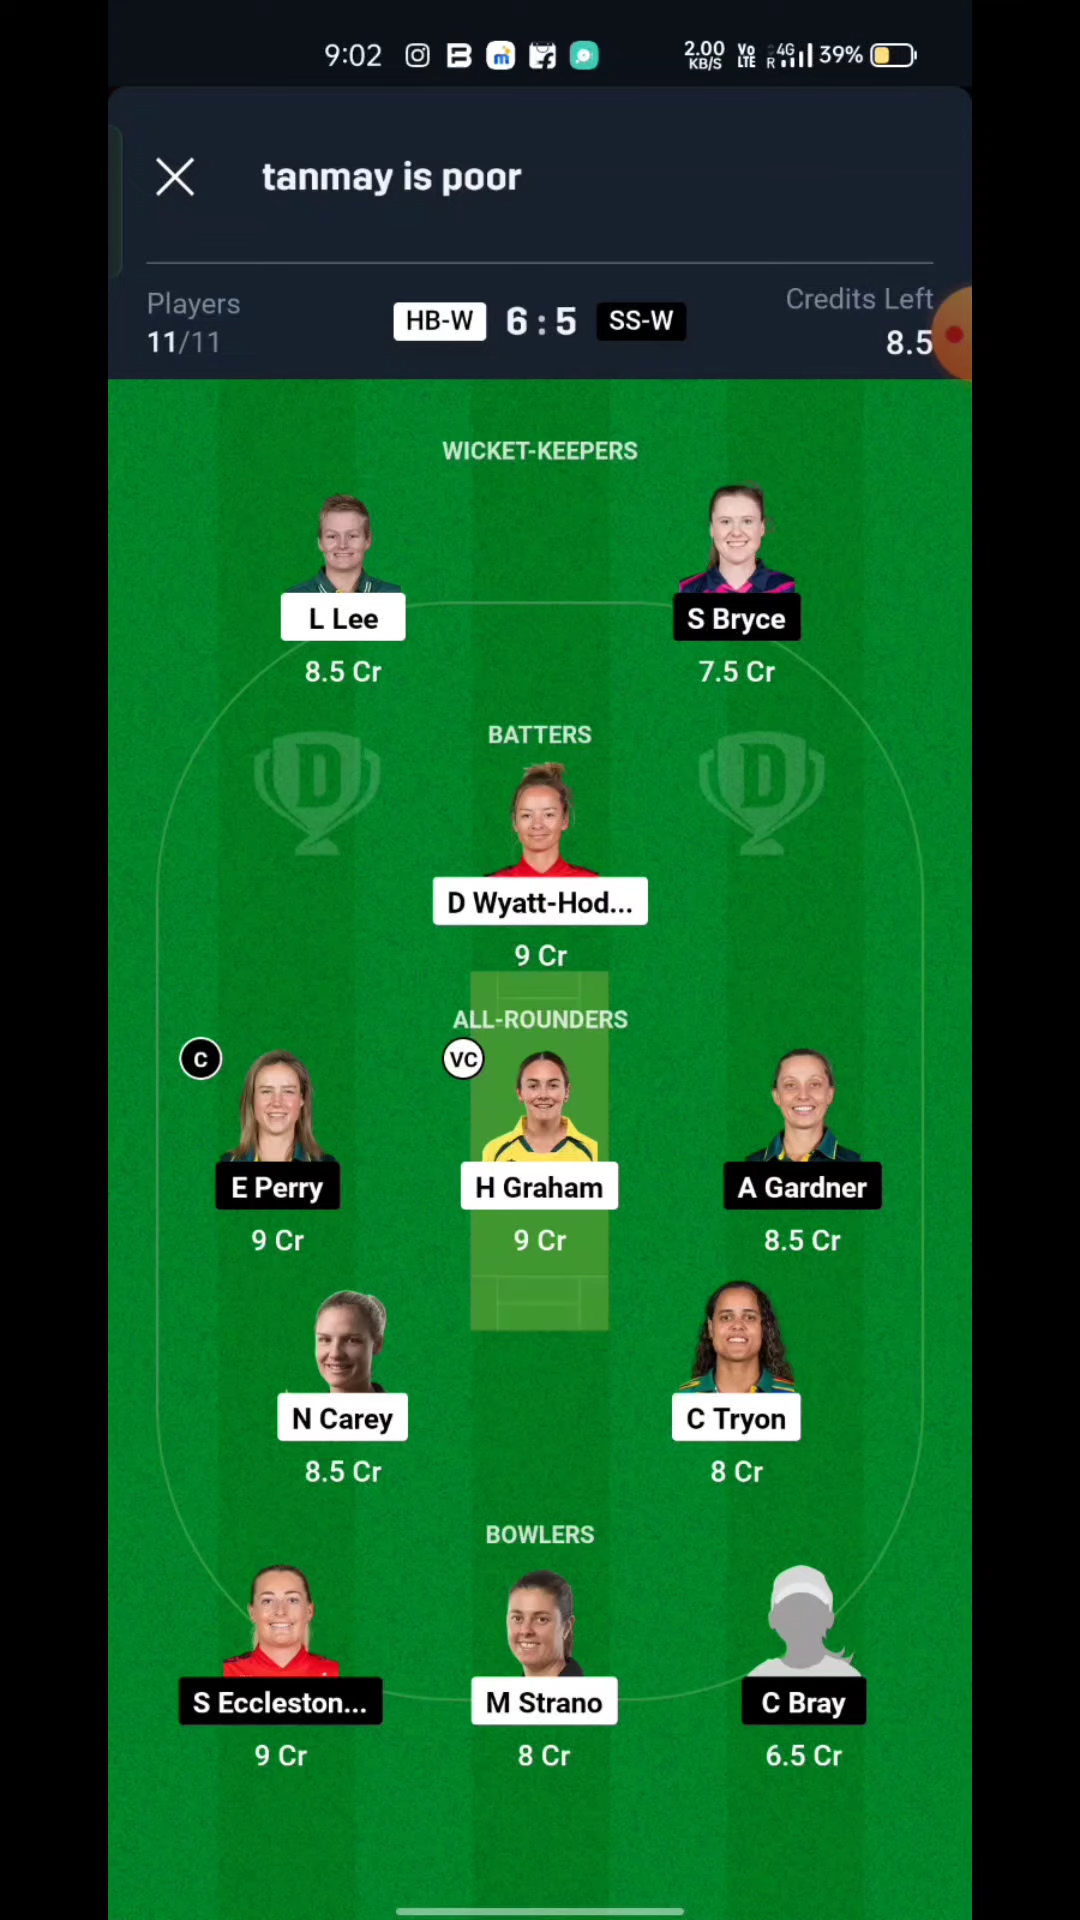 9:02
2.00 KB/S Vo LTE R 4G 39%
tanmay is poor
Players
11/11
HB-W 6 : 5 SS-W
Credits Left
8.5
WICKET-KEEPERS
L Lee
8.5 Cr
S Bryce
7.5 Cr
BATTERS
D D
D Wyatt-Hod...
9 Cr
ALL-ROUNDERS
C
E Perry
9 Cr
VC
H Graham
9 Cr
A Gardner
8.5 Cr
N Carey
8.5 Cr
C Tryon
8 Cr
BOWLERS
S Eccleston...
9 Cr
M Strano
8 Cr
C Bray
6.5 Cr